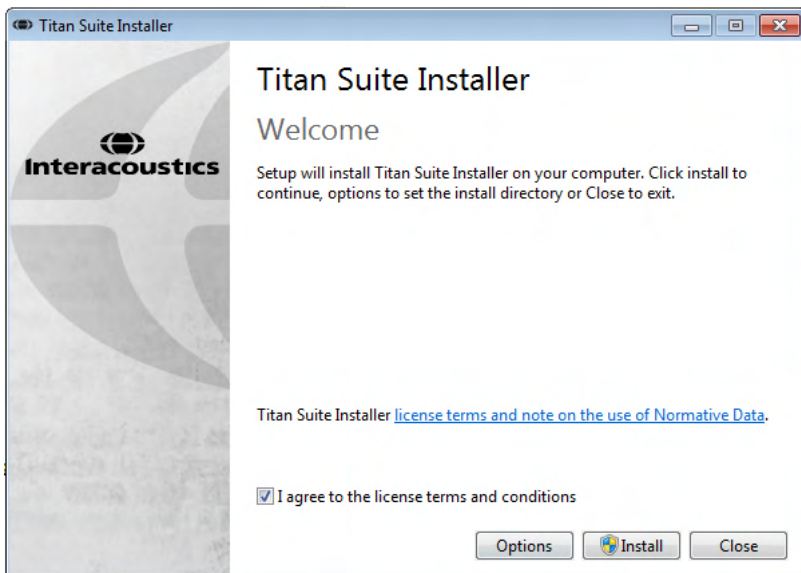 Titan Suite Installer
Titan Suite Installer
Welcome
Interacoustics
Setup will install Titan Suite Installer on your computer. Click install to
continue, options to set the install directory or Close to exit.
Titan Suite Installer license terms and note on the use of Normative Data.
I agree to the license terms and conditions
Options
Install
Close